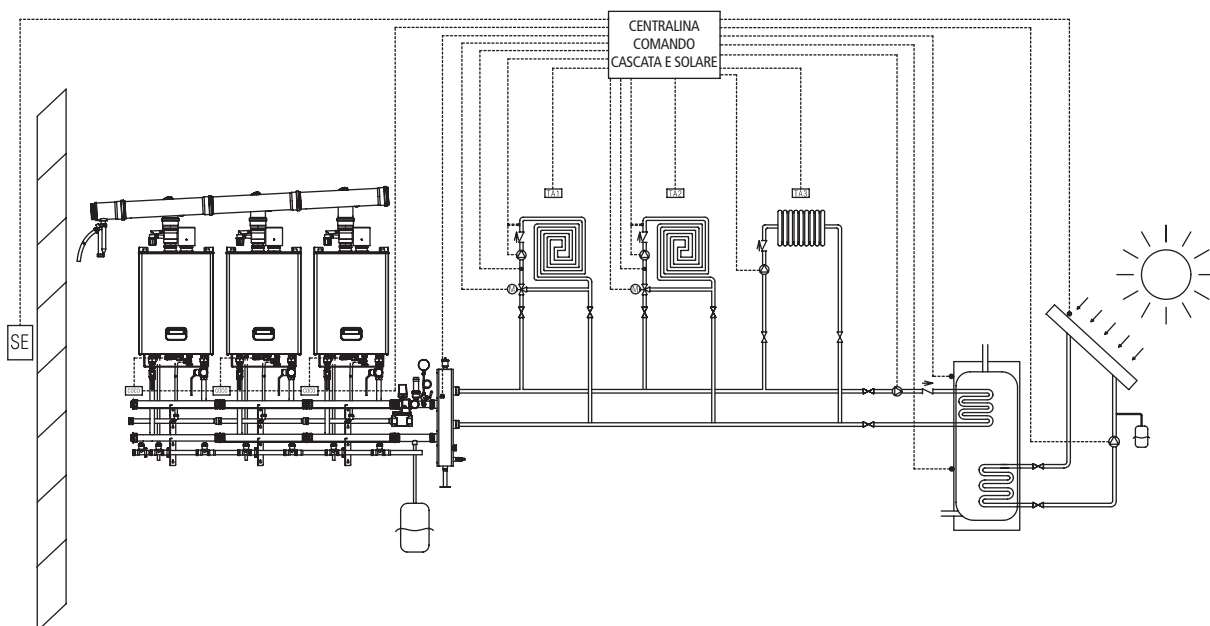 CENTRALINA
COMANDO
CASCATA E SOLARE
TA1
TA2
TA3
M
M
SE